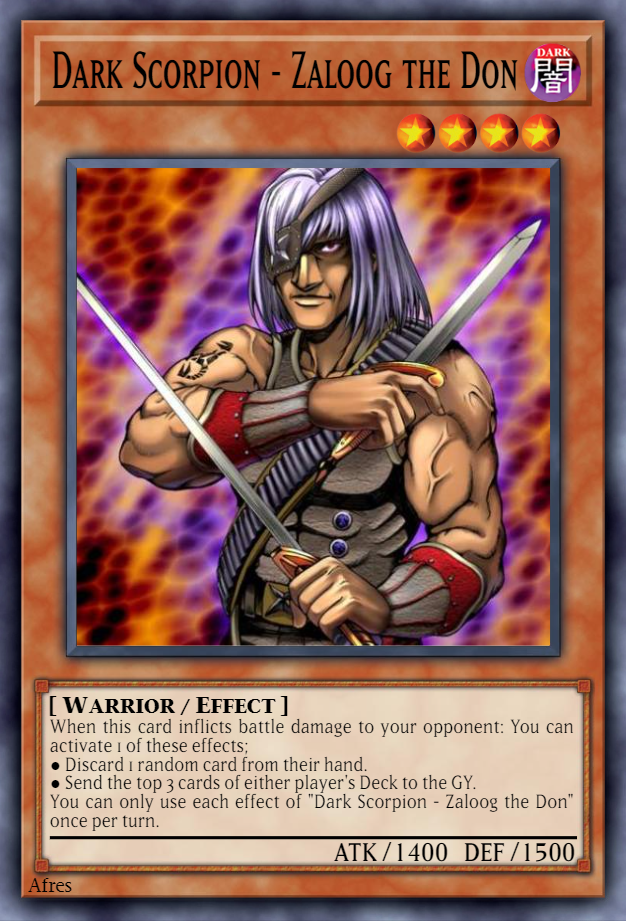 DARK SCORPION - ZALOOG THE DON
DARK
闇
[ WARRIOR / EFFECT ]
When this card inflicts battle damage to your opponent: You can
activate 1 of these effects;
● Discard 1 random card from their hand.
● Send the top 3 cards of either player's Deck to the GY.
You can only use each effect of "Dark Scorpion - Zaloog the Don"
once per turn.
ATK/1400 DEF/1500
Afres